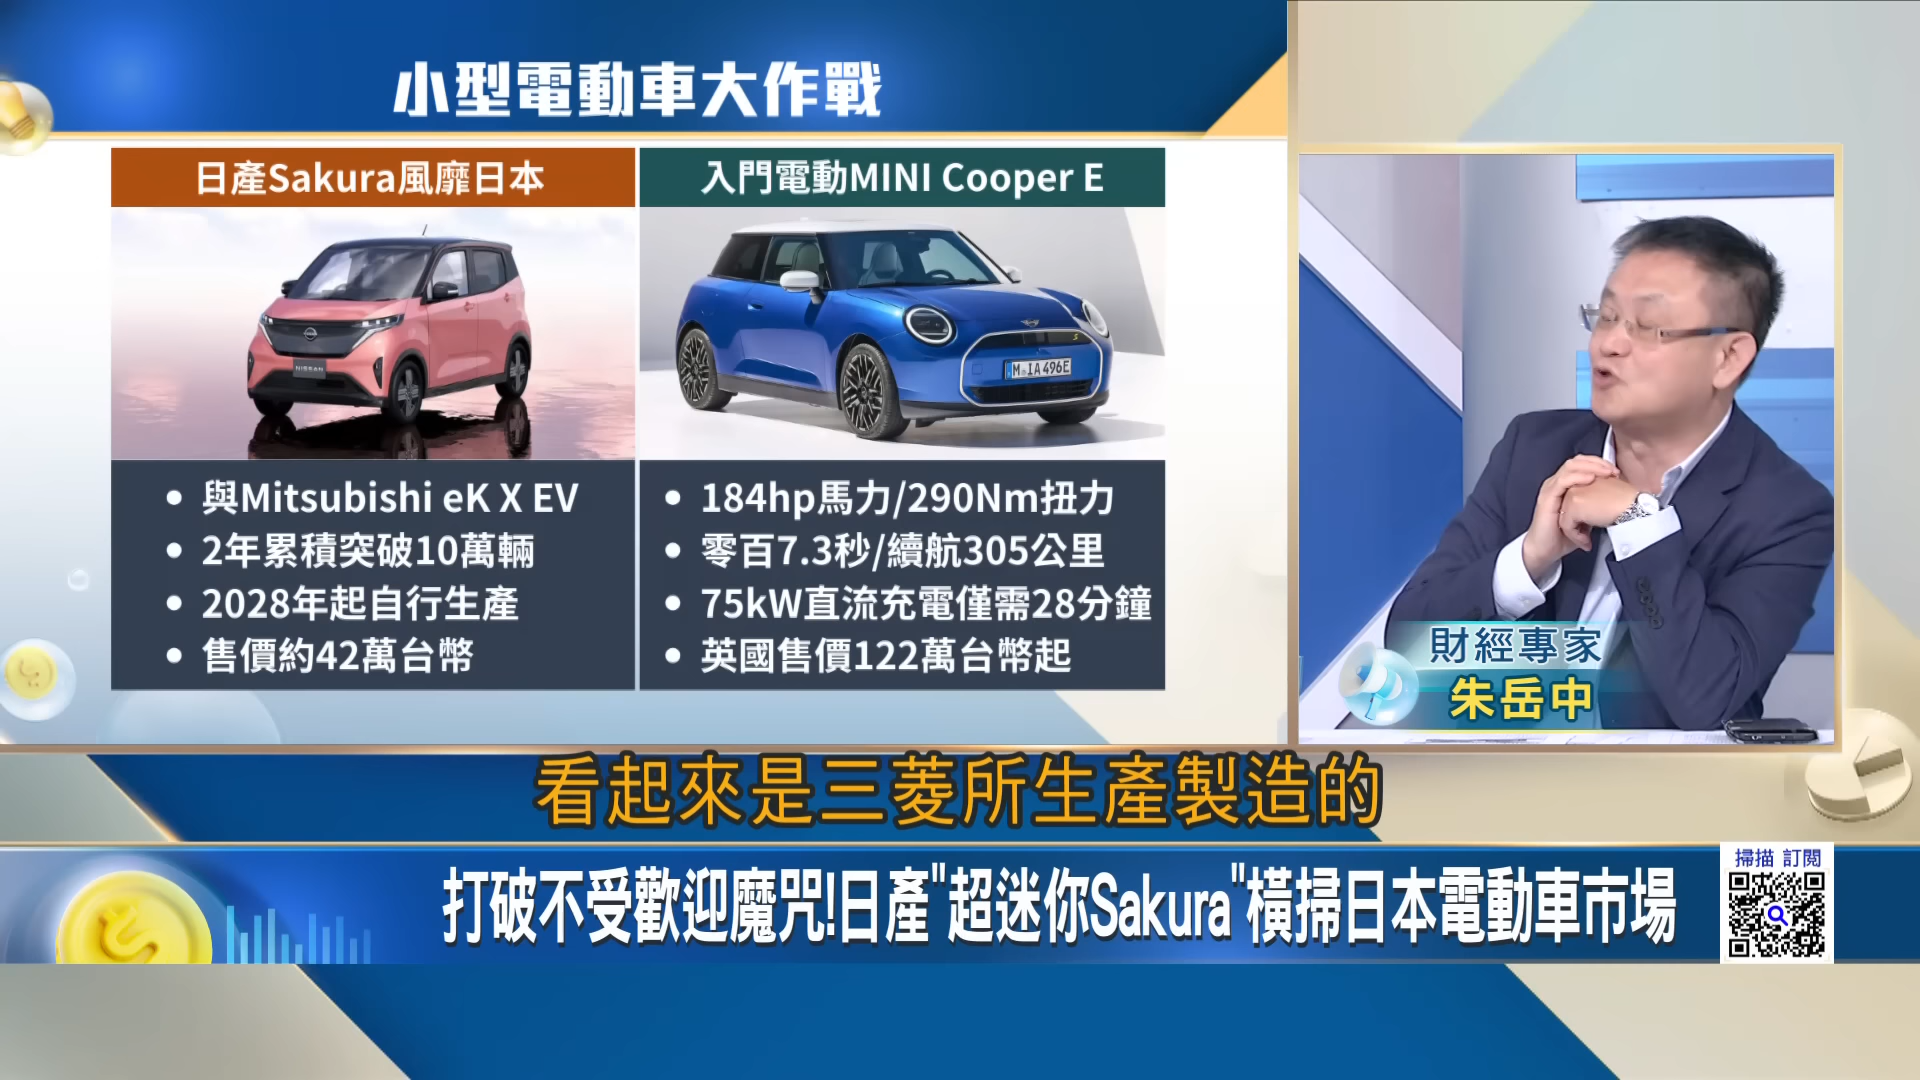 小型電動車大作戰
日產Sakura風靡日本
入門電動MINI Cooper E
NISSAN
M IA 496E
與Mitsubishi eK X EV
2年累積突破10萬輛
2028年起自行生產
售價約42萬台幣
184hp馬力/290Nm扭力
零百7.3秒/續航305公里
75kW直流充電僅需28分鐘
英國售價122萬台幣起
財經專家
朱岳中
看起來是三菱所生產製造的
打破不受歡迎魔咒!日產"超迷你Sakura"橫掃日本電動車市場
掃描 訂閱